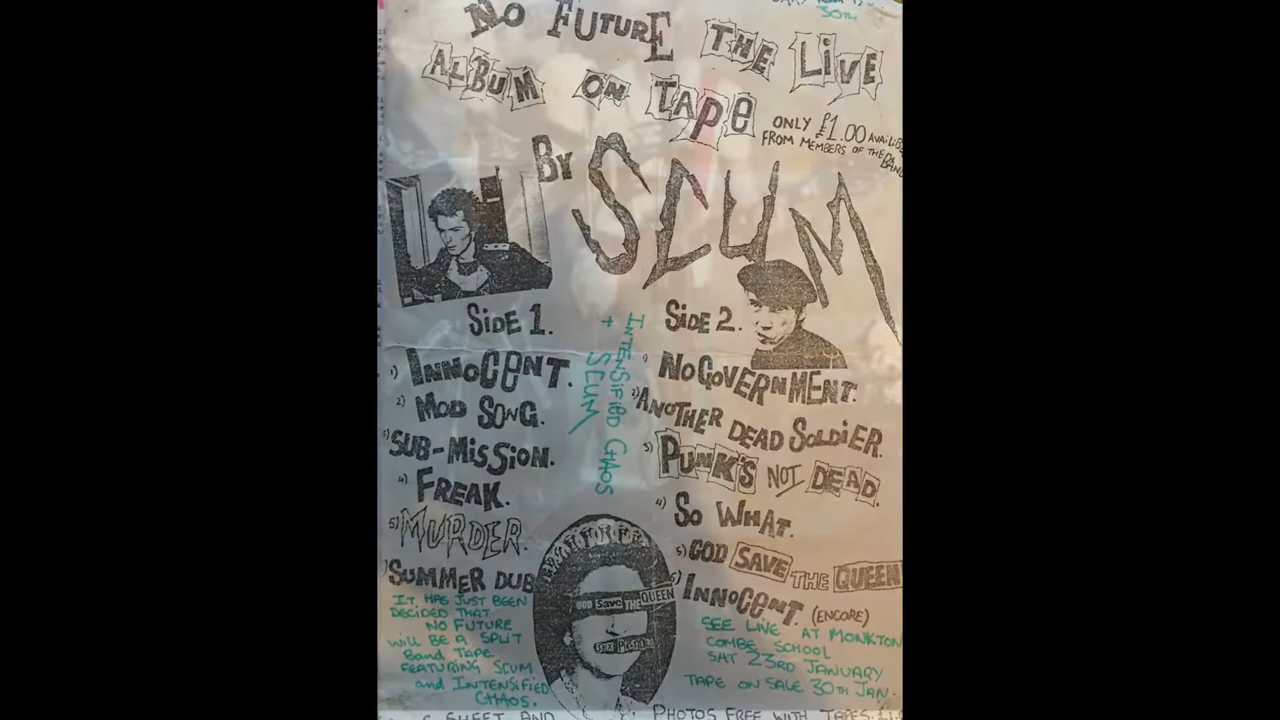 30TH
NO FUTURE THE LIVE
ALBUM ON TAPE
ONLY £1.00
FROM MEMBERS OF THE BAND
BY SCUM
SIDE 1.
1) INNOCENT.
2) MOD SONG.
SUB-MISSION.
4) FREAK.
5) MURDER.
SUMMER DUB
INTENSIFIED CHAOS
+ SCUM
SIDE 2.
1) NO GOVERNMENT.
2) ANOTHER DEAD SOLDIER.
3) PUNK'S NOT DEAD.
4) SO WHAT.
5) GOD SAVE THE QUEEN
INNOCENT. (ENCORE)
GOD SAVE THE QUEEN
SEX PISTOLS
IT HAS JUST BEEN
DECIDED THAT
NO FUTURE
will BE A SPLIT
Band TAPE.
FEATURING SCUM
and INTENSIFIED
CHAOS.
SEE LIVE AT MONKTON
COMBE SCHOOL
SAT 23RD JANUARY
TAPE ON SALE 30TH JAN.
SHEET AND
PHOTOS FREE WITH TAPES.